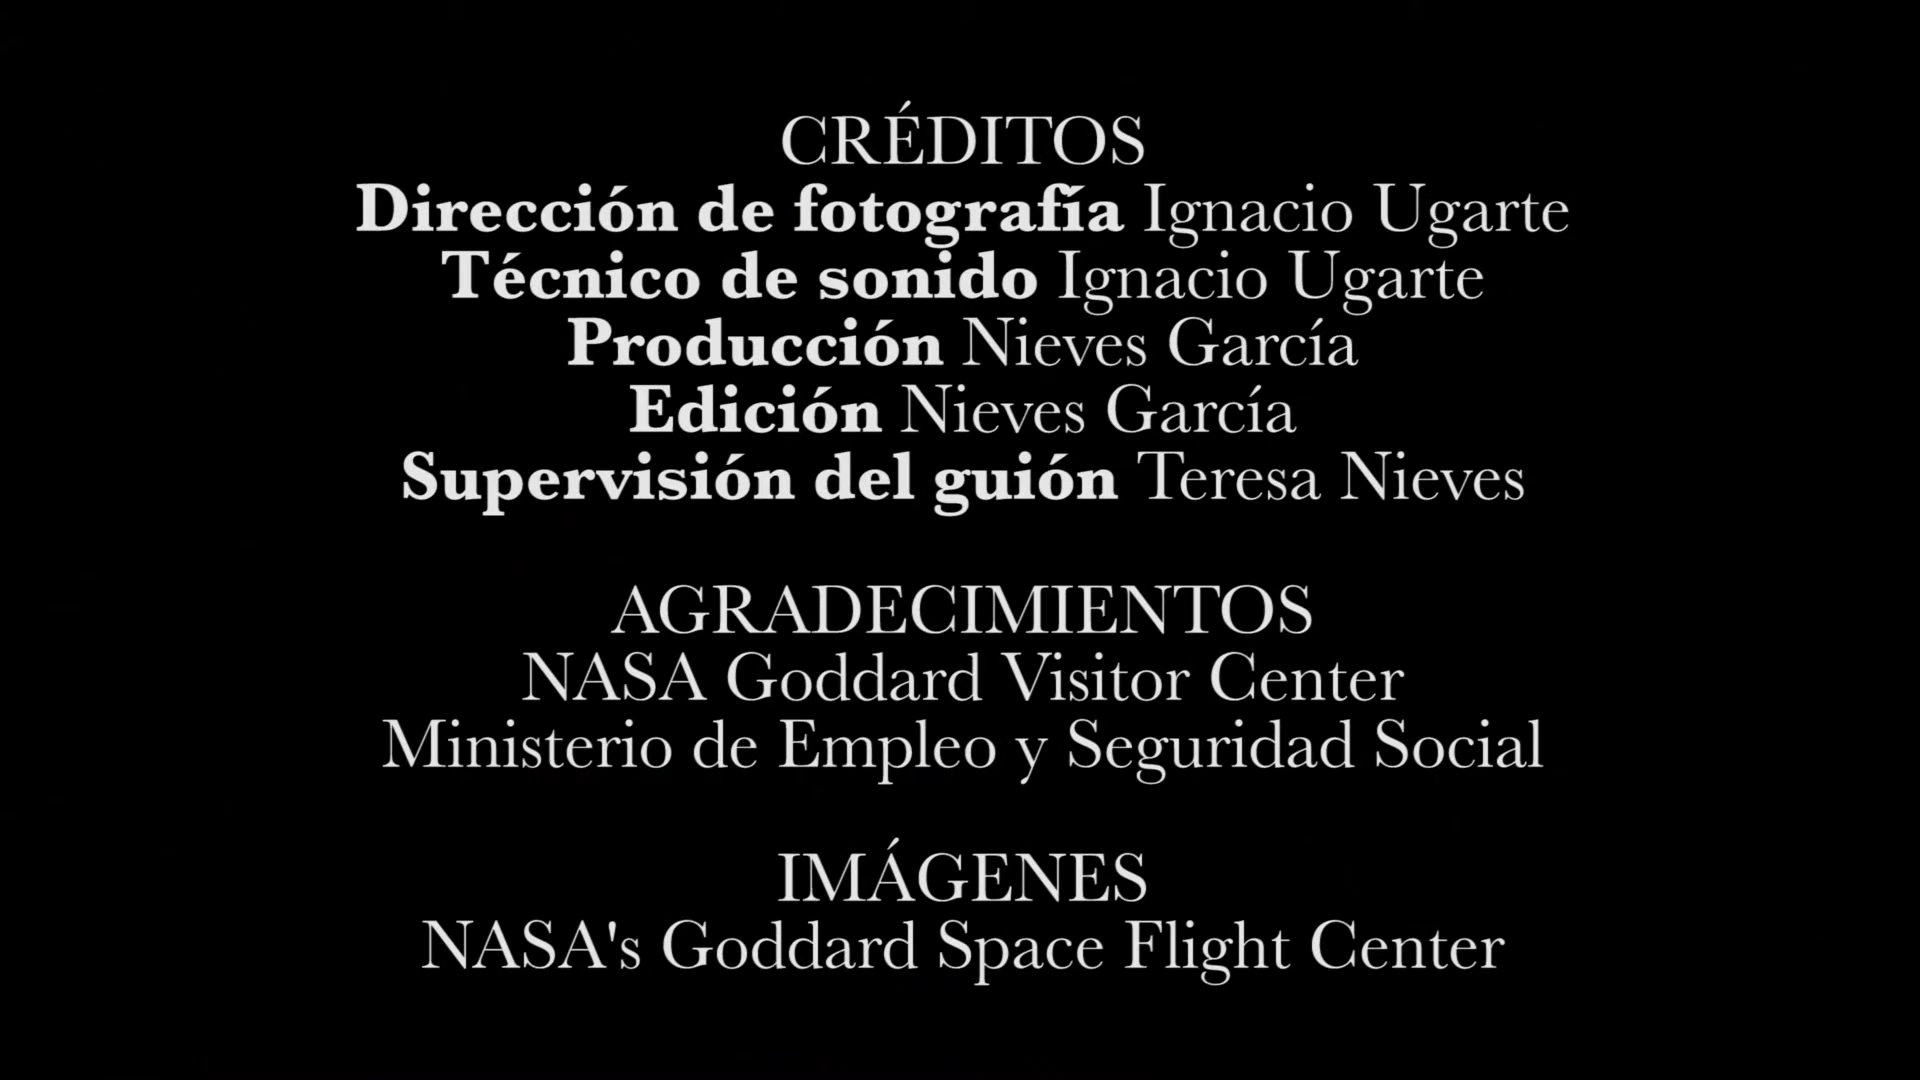 CRÉDITOS
Dirección de fotografía Ignacio Ugarte
Técnico de sonido Ignacio Ugarte
Producción Nieves García
Edición Nieves García
Supervisión del guión Teresa Nieves
AGRADECIMIENTOS
NASA Goddard Visitor Center
Ministerio de Empleo y Seguridad Social
IMÁGENES
NASA's Goddard Space Flight Center